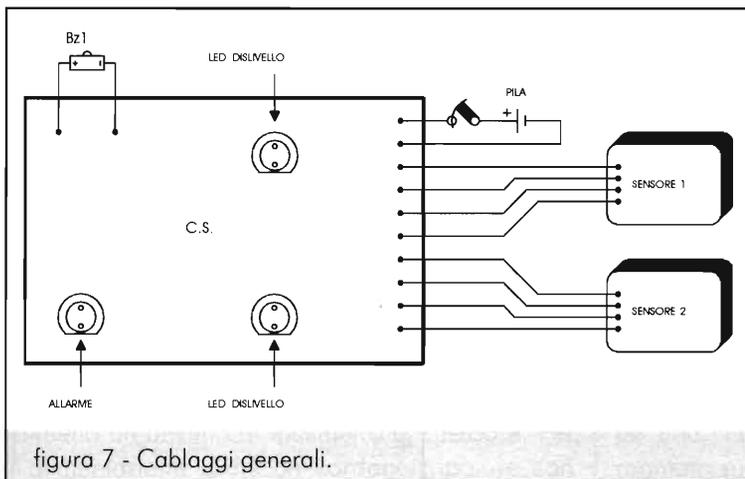 Bz1
+ -
LED DISLIVELLO
PILA
+
SENSORE 1
C.S.
SENSORE 2
ALLARME
LED DISLIVELLO
figura 7 - Cablaggi generali.